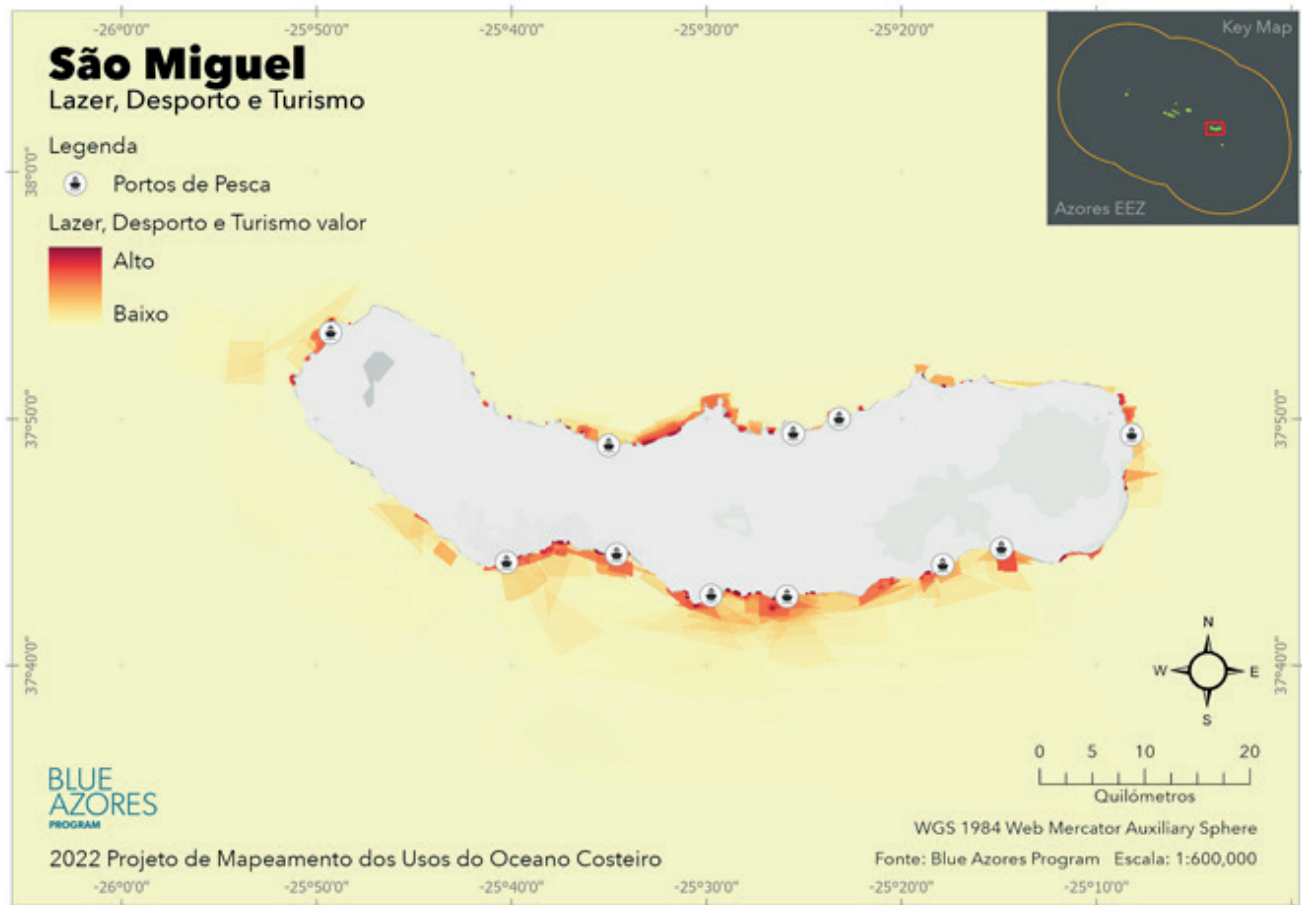 -26°0'0" -25°50'0" -25°40'0" -25°30'0" -25°20'0"
São Miguel
Lazer, Desporto e Turismo
Legenda
Portos de Pesca
Lazer, Desporto e Turismo valor
Alto
Baixo
Key Map
Azores EEZ
38°0'0"
37°50'0"
37°50'0"
37°40'0"
37°40'0"
N
W E
S
0 5 10 20
Quilómetros
BLUE
AZORES
PROGRAM
WGS 1984 Web Mercator Auxiliary Sphere
2022 Projeto de Mapeamento dos Usos do Oceano Costeiro
Fonte: Blue Azores Program Escala: 1:600,000
-26°0'0" -25°50'0" -25°40'0" -25°30'0" -25°20'0" -25°10'0"